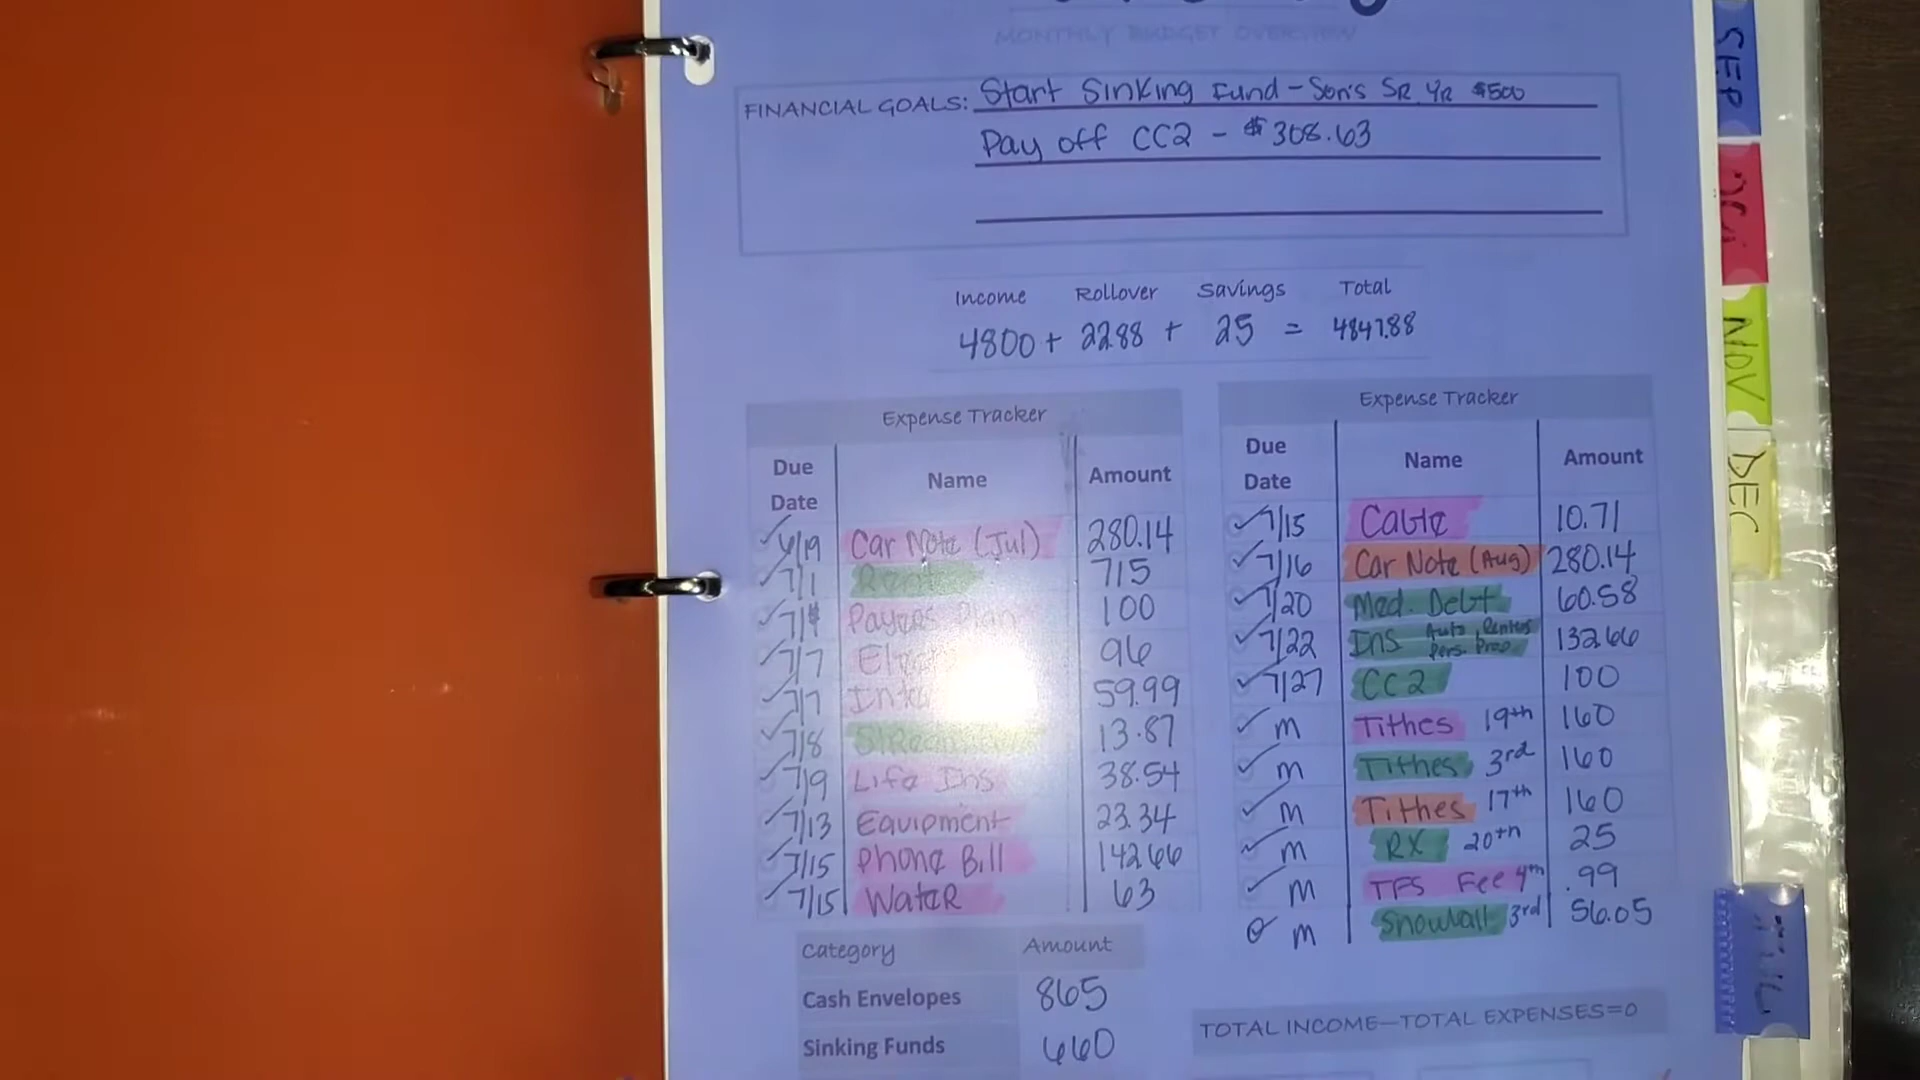 MONTHLY BUDGET OVERVIEW
FINANCIAL GOALS: Start Sinking Fund - Son's SR. YR $500
Pay off CC2 - $308.63
Income Rollover Savings Total
4800 + 22.88 + 25 = 4847.88
Expense Tracker
Due Date Name Amount
✓ 6/19 Car Note (Jul) 280.14
✓ 7/1 Rent 715
✓ 7/ Plan 100
✓ 7/7 96
✓ 7/7 59.99
✓ 7/8 13.87
✓ 7/9 Life Ins 38.54
✓ 7/13 Equipment 23.34
✓ 7/15 Phone Bill 142.66
✓ 7/15 Water 63
Expense Tracker
Due Date Name Amount
✓ 7/15 Cable 10.71
✓ 7/16 Car Note (Aug) 280.14
✓ 7/20 Med. Debt 60.58
✓ 7/22 Ins Auto Renters Pers. Prop 132.66
✓ 7/27 CC2 100
✓ m Tithes 19th 160
✓ m Tithes 3rd 160
✓ m Tithes 17th 160
✓ m RX 20th 25
✓ m TFS Fee 4th .99
m Snowball 3rd 56.05
Category Amount
Cash Envelopes 865
Sinking Funds 660
TOTAL INCOME—TOTAL EXPENSES=0
SEP
OCT
NOV
DEC